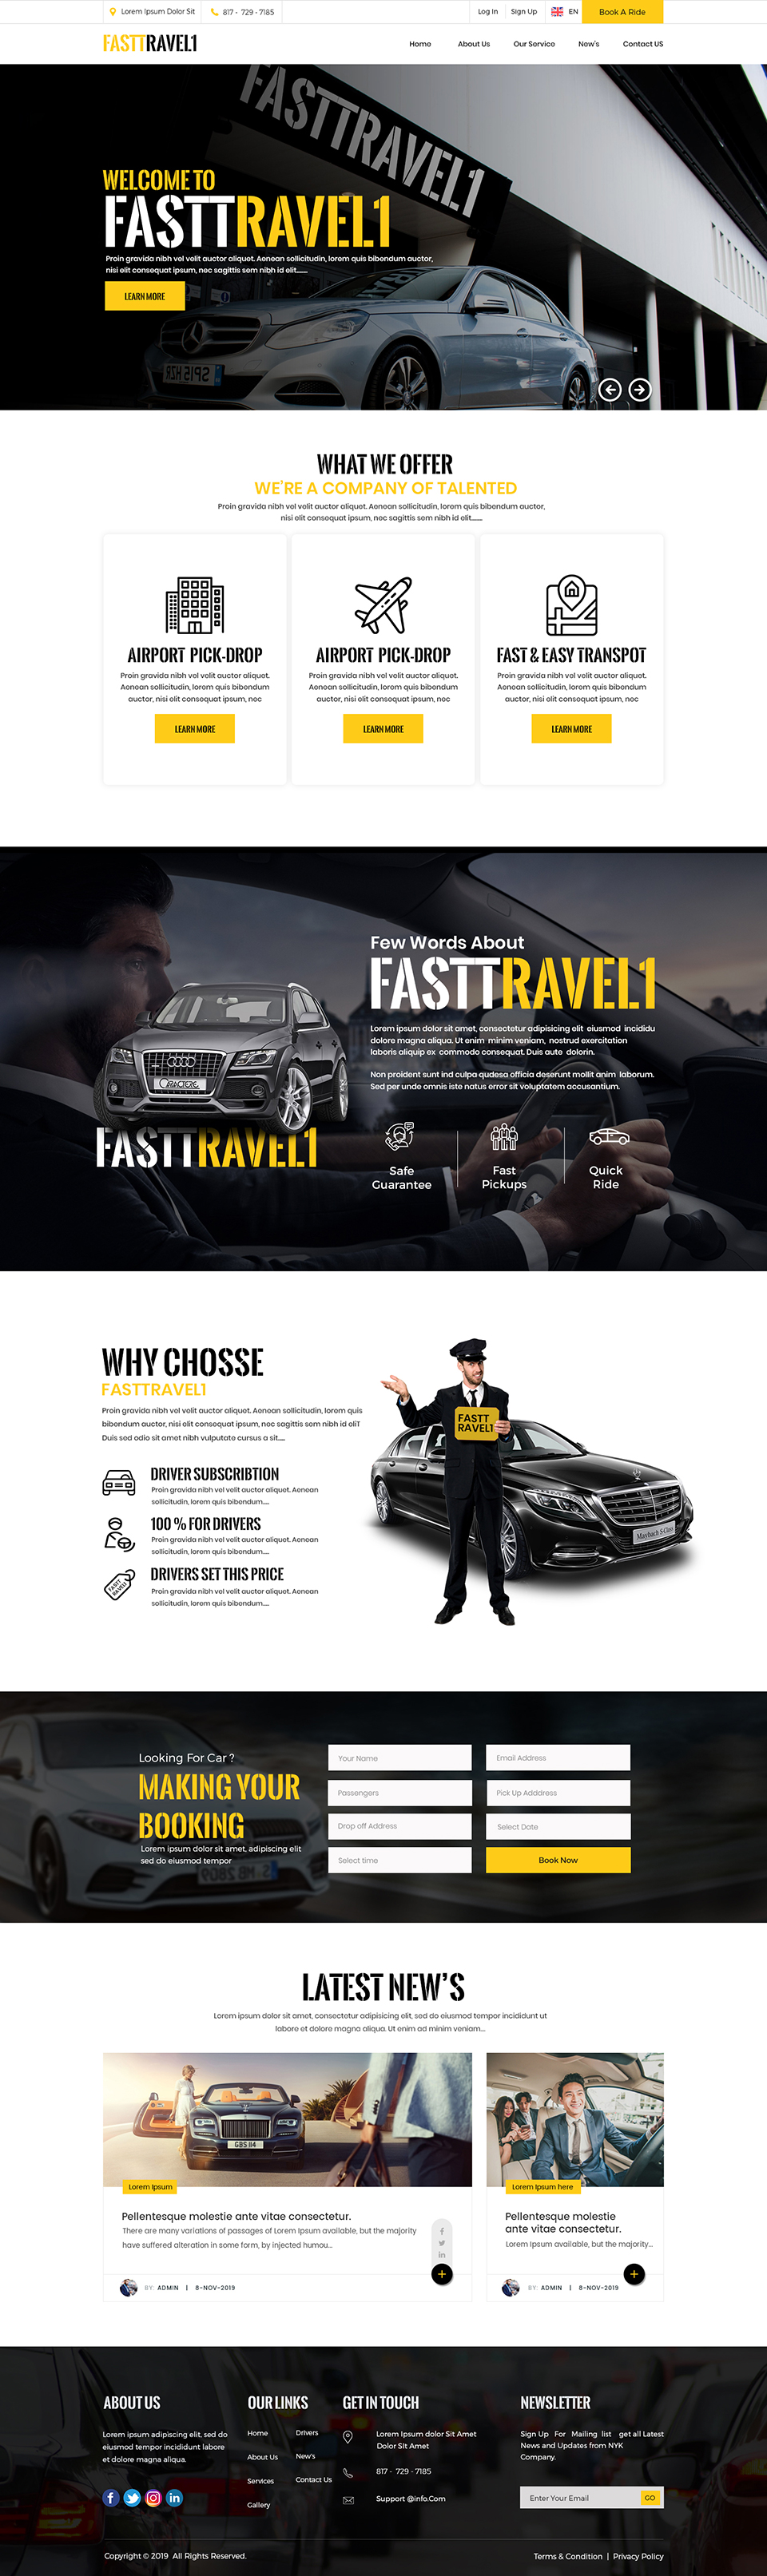 Lorem Ipsum Dolor Sit
817 - 729 - 7185
Log In
Sign Up
EN
Book A Ride
FASTTRAVEL1
Home
About Us
Our Service
New's
Contact US
FASTTRAVEL1
WELCOME TO
FASTTRAVEL1
Proin gravida nibh vel velit auctor aliquet. Aenean sollicitudin, lorem quis bibendum auctor,
nisi elit consequat ipsum, nec sagittis sem nibh id elit.......
LEARN MORE
WHAT WE OFFER
WE'RE A COMPANY OF TALENTED
Proin gravida nibh vel velit auctor aliquet. Aenean sollicitudin, lorem quis bibendum auctor,
nisi elit consequat ipsum, nec sagittis sem nibh id elit.......
AIRPORT PICK-DROP
Proin gravida nibh vel velit auctor aliquet.
Aenean sollicitudin, lorem quis bibendum
auctor, nisi elit consequat ipsum, nec
LEARN MORE
AIRPORT PICK-DROP
Proin gravida nibh vel velit auctor aliquet.
Aenean sollicitudin, lorem quis bibendum
auctor, nisi elit consequat ipsum, nec
LEARN MORE
FAST & EASY TRANSPOT
Proin gravida nibh vel velit auctor aliquet.
Aenean sollicitudin, lorem quis bibendum
auctor, nisi elit consequat ipsum, nec
LEARN MORE
CARACTERE
FASTTRAVEL1
Few Words About
FASTTRAVEL1
Lorem ipsum dolor sit amet, consectetur adipisicing elit eiusmod incididu
dolore magna aliqua. Ut enim minim veniam, nostrud exercitation
laboris aliquip ex commodo consequat. Duis aute dolorin.
Non proident sunt ind culpa qudesa officia deserunt mollit anim laborum.
Sed per unde omnis iste natus error sit voluptatem accusantium.
Safe
Guarantee
Fast
Pickups
Quick
Ride
WHY CHOSSE
FASTTRAVEL1
Proin gravida nibh vel velit auctor aliquet. Aenean sollicitudin, lorem quis
bibendum auctor, nisi elit consequat ipsum, nec sagittis sem nibh id eliT
Duis sed odio sit amet nibh vulputate cursus a sit.....
DRIVER SUBSCRIBTION
Proin gravida nibh vel velit auctor aliquet. Aenean
sollicitudin, lorem quis bibendum.....
100 % FOR DRIVERS
Proin gravida nibh vel velit auctor aliquet. Aenean
sollicitudin, lorem quis bibendum.....
FASTT
RAVEL1
DRIVERS SET THIS PRICE
Proin gravida nibh vel velit auctor aliquet. Aenean
sollicitudin, lorem quis bibendum.....
FASTT
RAVEL1
Maybach S-Class
Looking For Car ?
MAKING YOUR
BOOKING
Lorem ipsum dolor sit amet, adipiscing elit
sed do eiusmod tempor
Your Name
Email Address
Passengers
Pick Up Adddress
Drop off Address
Select Date
Select time
Book Now
LATEST NEW'S
Lorem ipsum dolor sit amet, consectetur adipisicing elit, sed do eiusmod tempor incididunt ut
labore et dolore magna aliqua. Ut enim ad minim veniam...
GBS 114
Lorem Ipsum
Pellentesque molestie ante vitae consectetur.
There are many variations of passages of Lorem Ipsum available, but the majority
have suffered alteration in some form, by injected humou...
BY: ADMIN | 8-NOV-2019
Lorem Ipsum here
Pellentesque molestie
ante vitae consectetur.
Lorem Ipsum available, but the majority...
BY: ADMIN | 8-NOV-2019
ABOUT US
Lorem ipsum adipiscing elit, sed do
eiusmod tempor incididunt labore
et dolore magna aliqua.
OUR LINKS
Home
About Us
Services
Gallery
Drivers
New's
Contact Us
GET IN TOUCH
Lorem Ipsum dolor Sit Amet
Dolor Sit Amet
817 - 729 - 7185
Support @info.Com
NEWSLETTER
Sign Up For Mailing list get all Latest
News and Updates from NYK
Company.
Enter Your Email
GO
Copyright © 2019 All Rights Reserved.
Terms & Condition | Privacy Policy